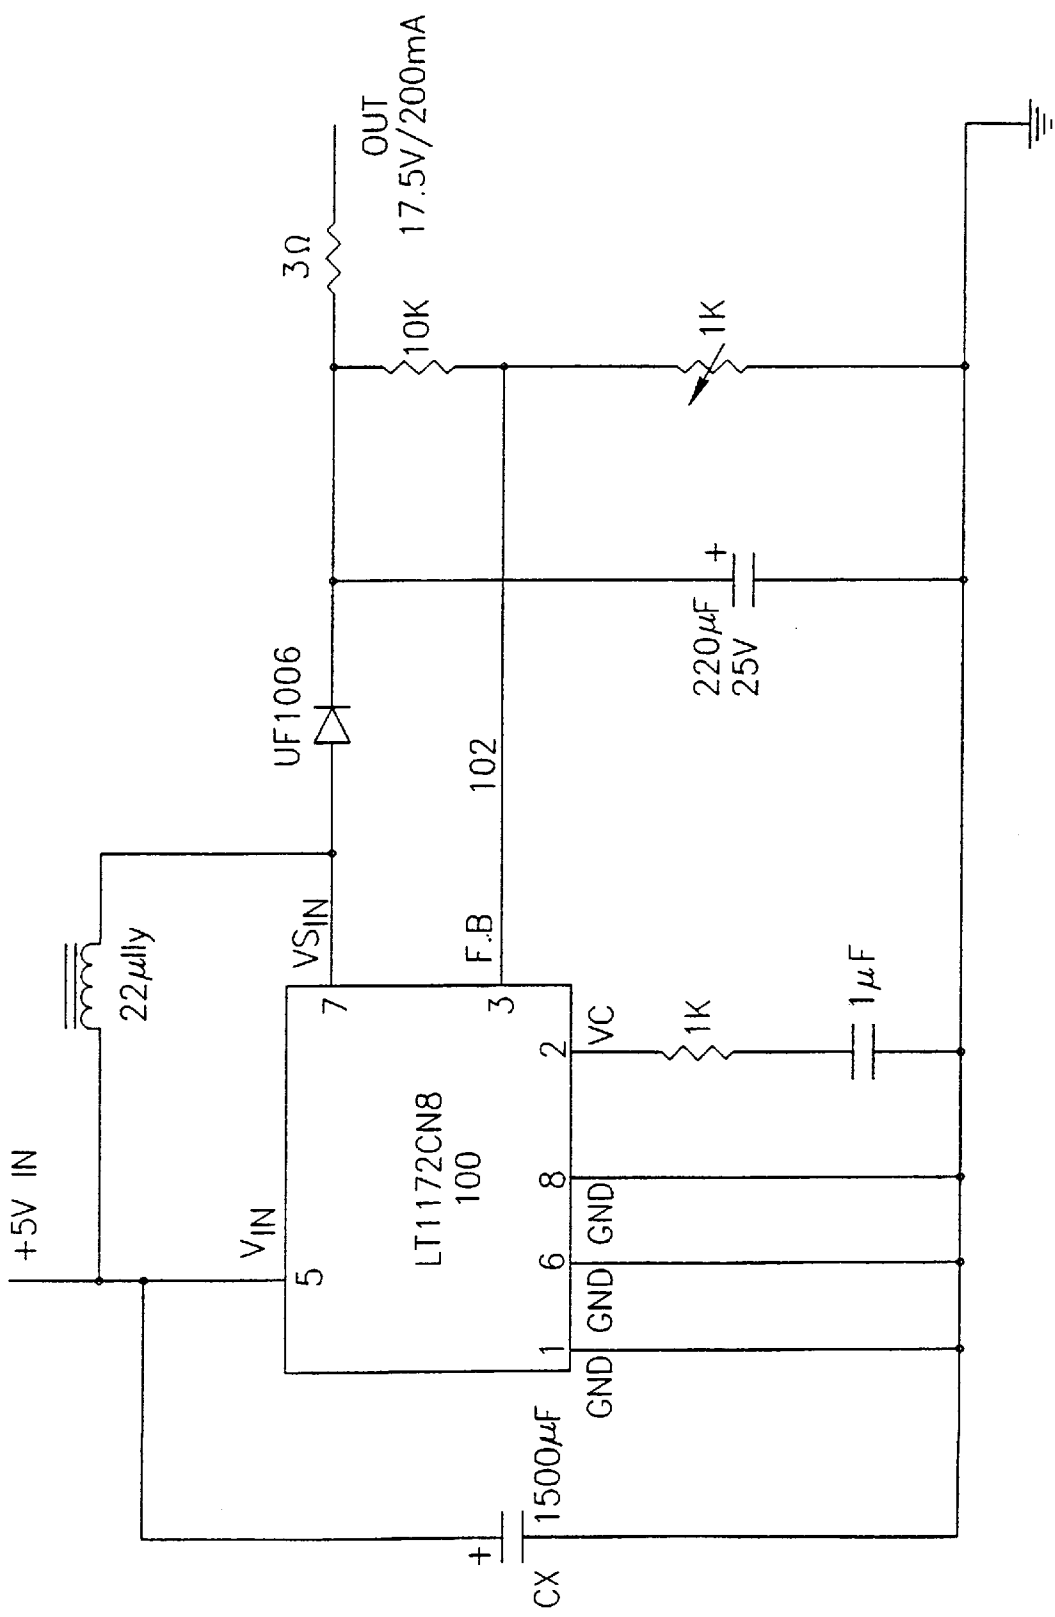 +5V IN
22µlly
VIN
5
LT1172CN8
100
VSIN
7
F.B
3
102
UF1006
3Ω
OUT
17.5V/200mA
10K
1K
220µF
25V
+
2
VC
1K
1µF
8
GND
6
GND
1
GND
+
1500µF
CX